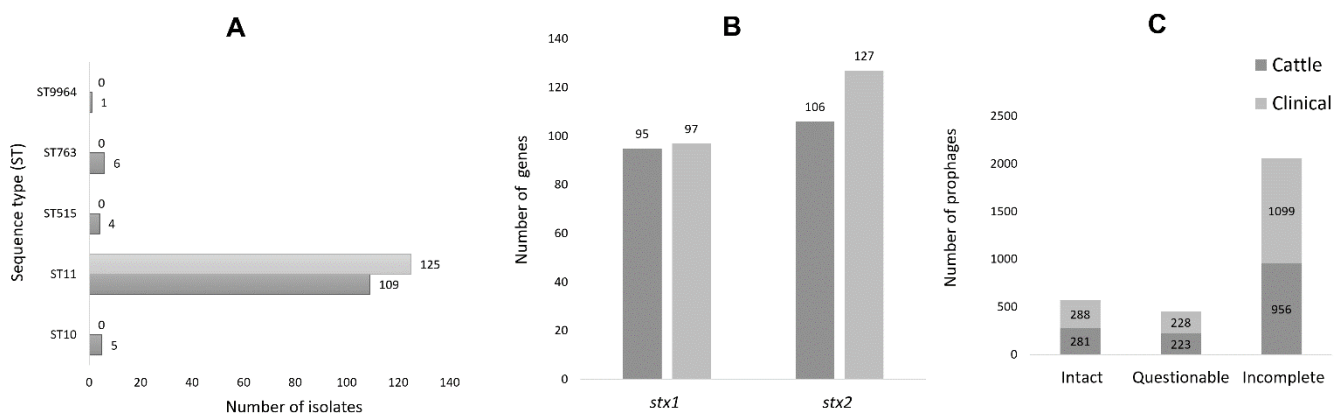 A
Sequence type (ST)
ST9964
0
1
ST763
0
6
ST515
0
4
ST11
125
109
ST10
0
5
0 20 40 60 80 100 120 140
Number of isolates
B
Number of genes
140
120
100
80
60
40
20
0
95
97
106
127
stx1 stx2
C
Cattle
Clinical
Number of prophages
2500
2000
1500
1000
500
0
288
281
228
223
1099
956
Intact Questionable Incomplete